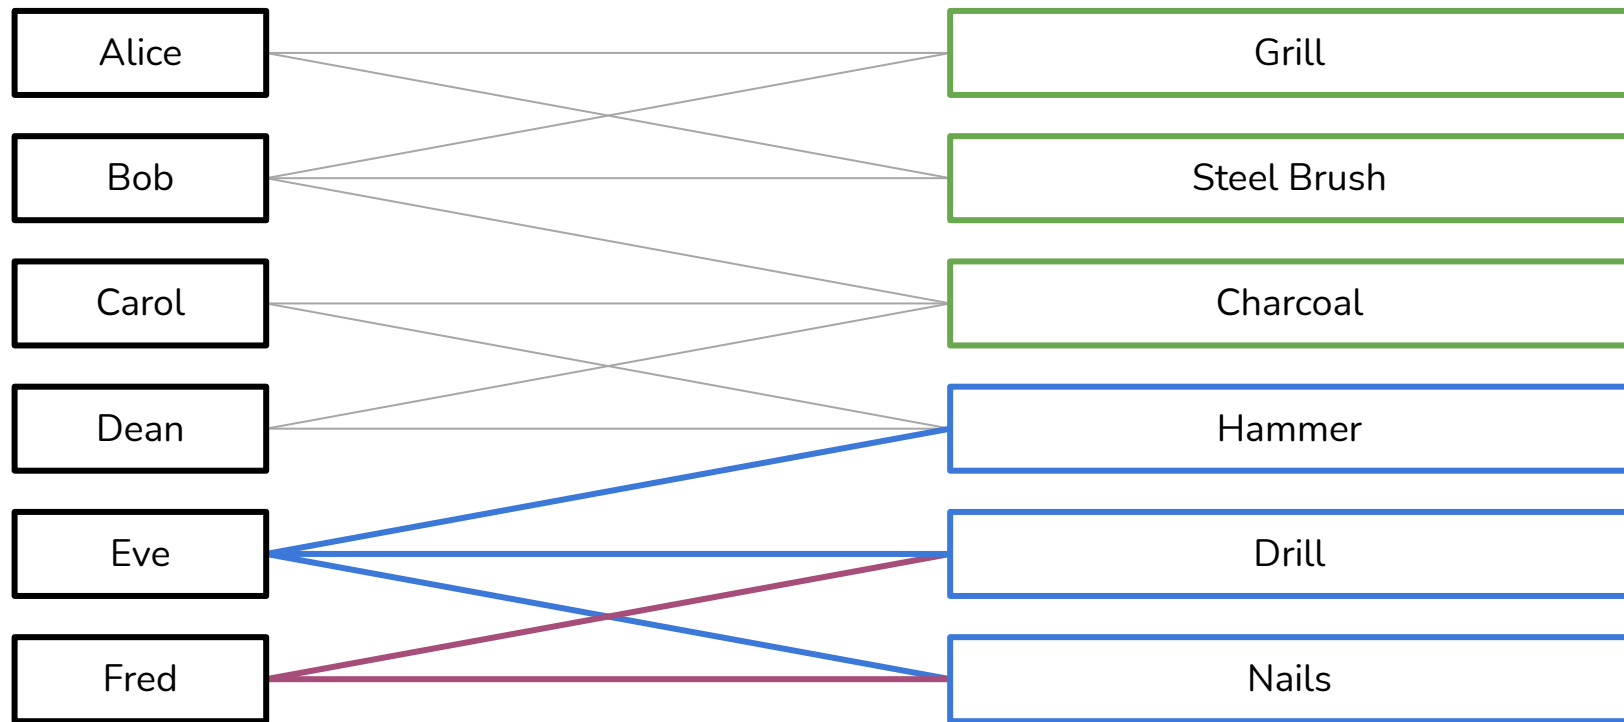 Alice
Grill
Bob
Steel Brush
Carol
Charcoal
Dean
Hammer
Eve
Drill
Fred
Nails